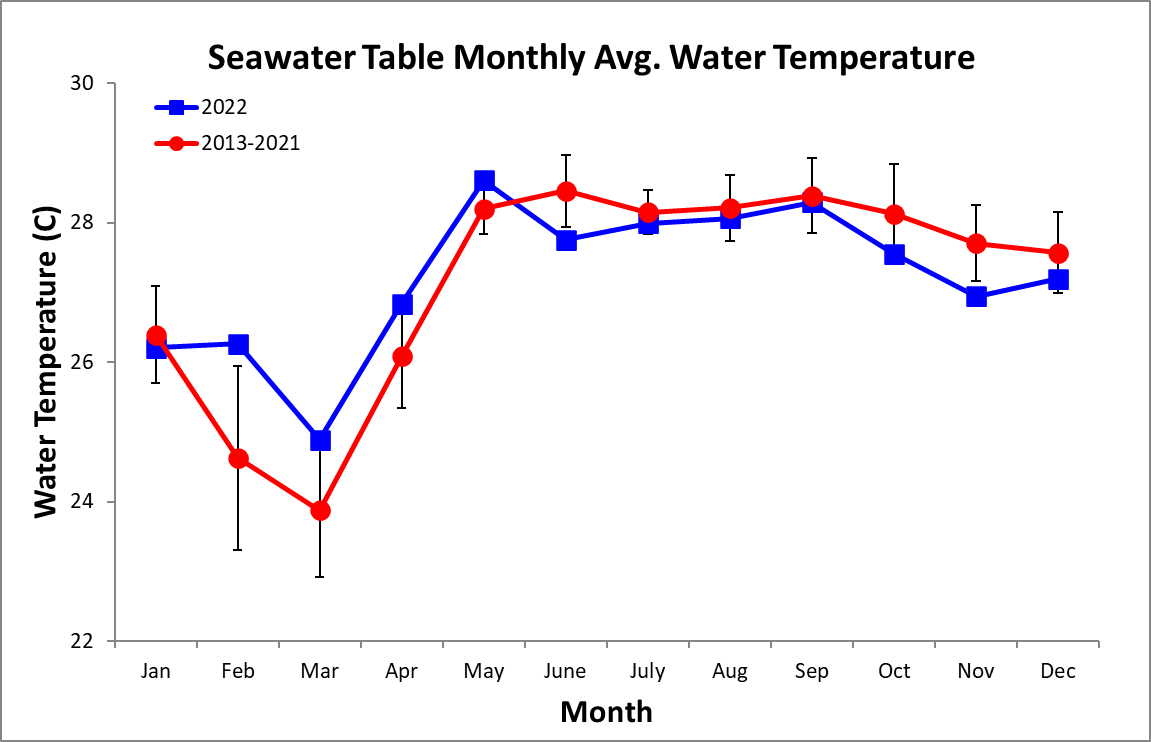 Seawater Table Monthly Avg. Water Temperature
30
2022
2013-2021
28
26
24
22
Water Temperature (C)
Jan Feb Mar Apr May June July Aug Sep Oct Nov Dec
Month